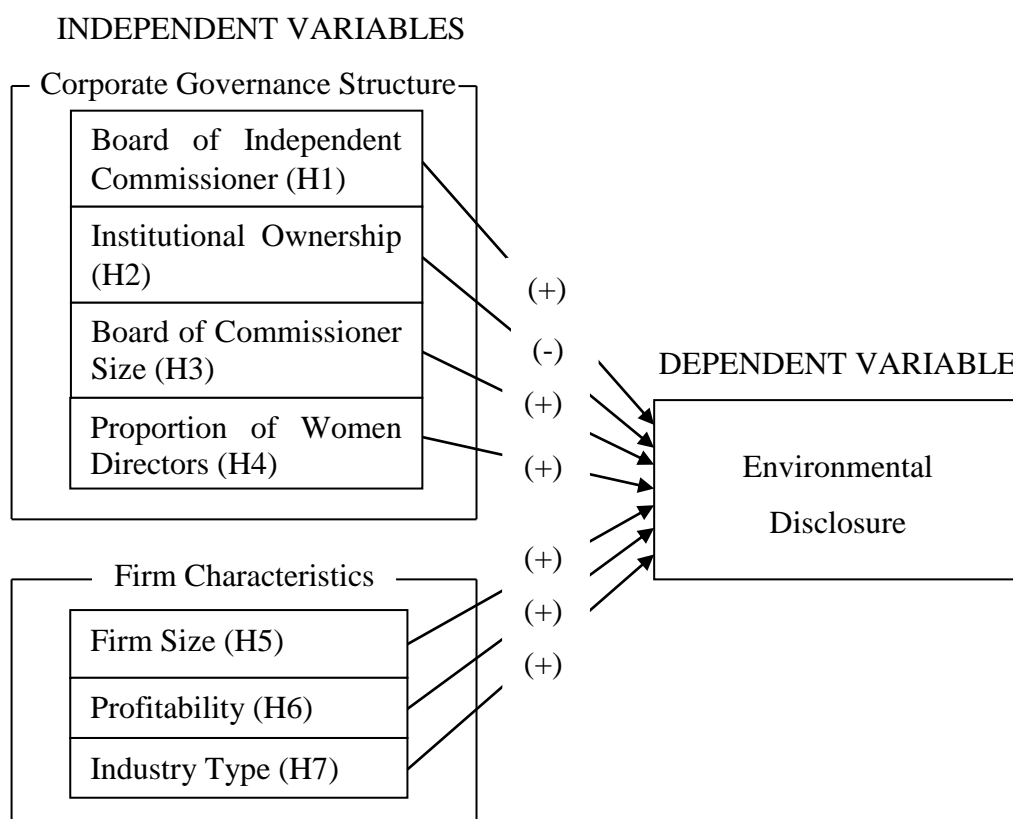 INDEPENDENT VARIABLES
Corporate Governance Structure
Board of Independent
Commissioner (H1)
Institutional Ownership
(H2)
Board of Commissioner
Size (H3)
Proportion of Women
Directors (H4)
(+)
(-)
(+)
(+)
DEPENDENT VARIABLE
Environmental
Disclosure
Firm Characteristics
Firm Size (H5)
Profitability (H6)
Industry Type (H7)
(+)
(+)
(+)